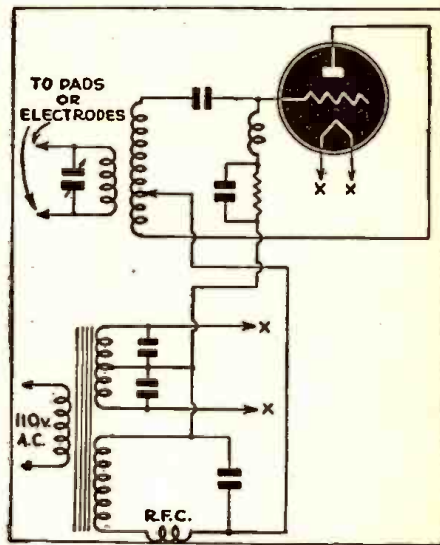 TO PADS
OR
ELECTRODES
X X
X
X
110v.
A.C.
R.F.C.